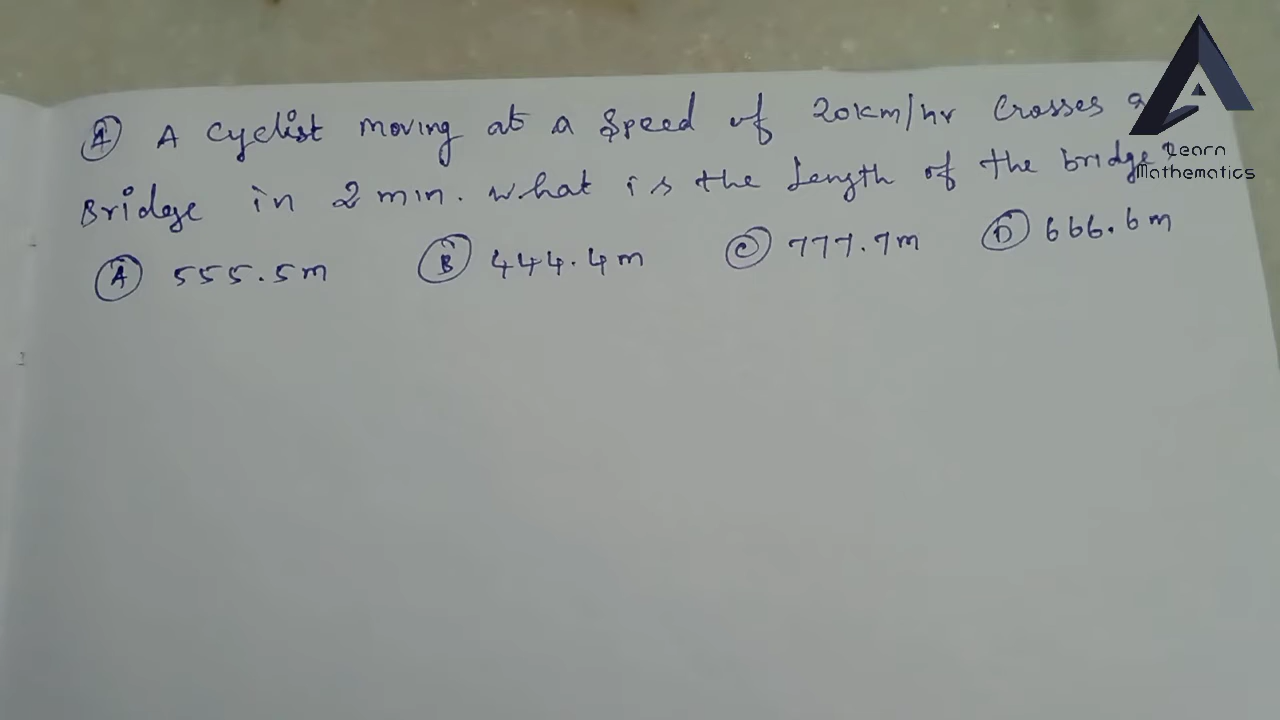 4 A cyclist moving at a speed of 20km/hr crosses a
Bridge in 2 min. what is the length of the bridge?
A 555.5m B 444.4m C 777.7m D 666.6m
Learn
Mathematics